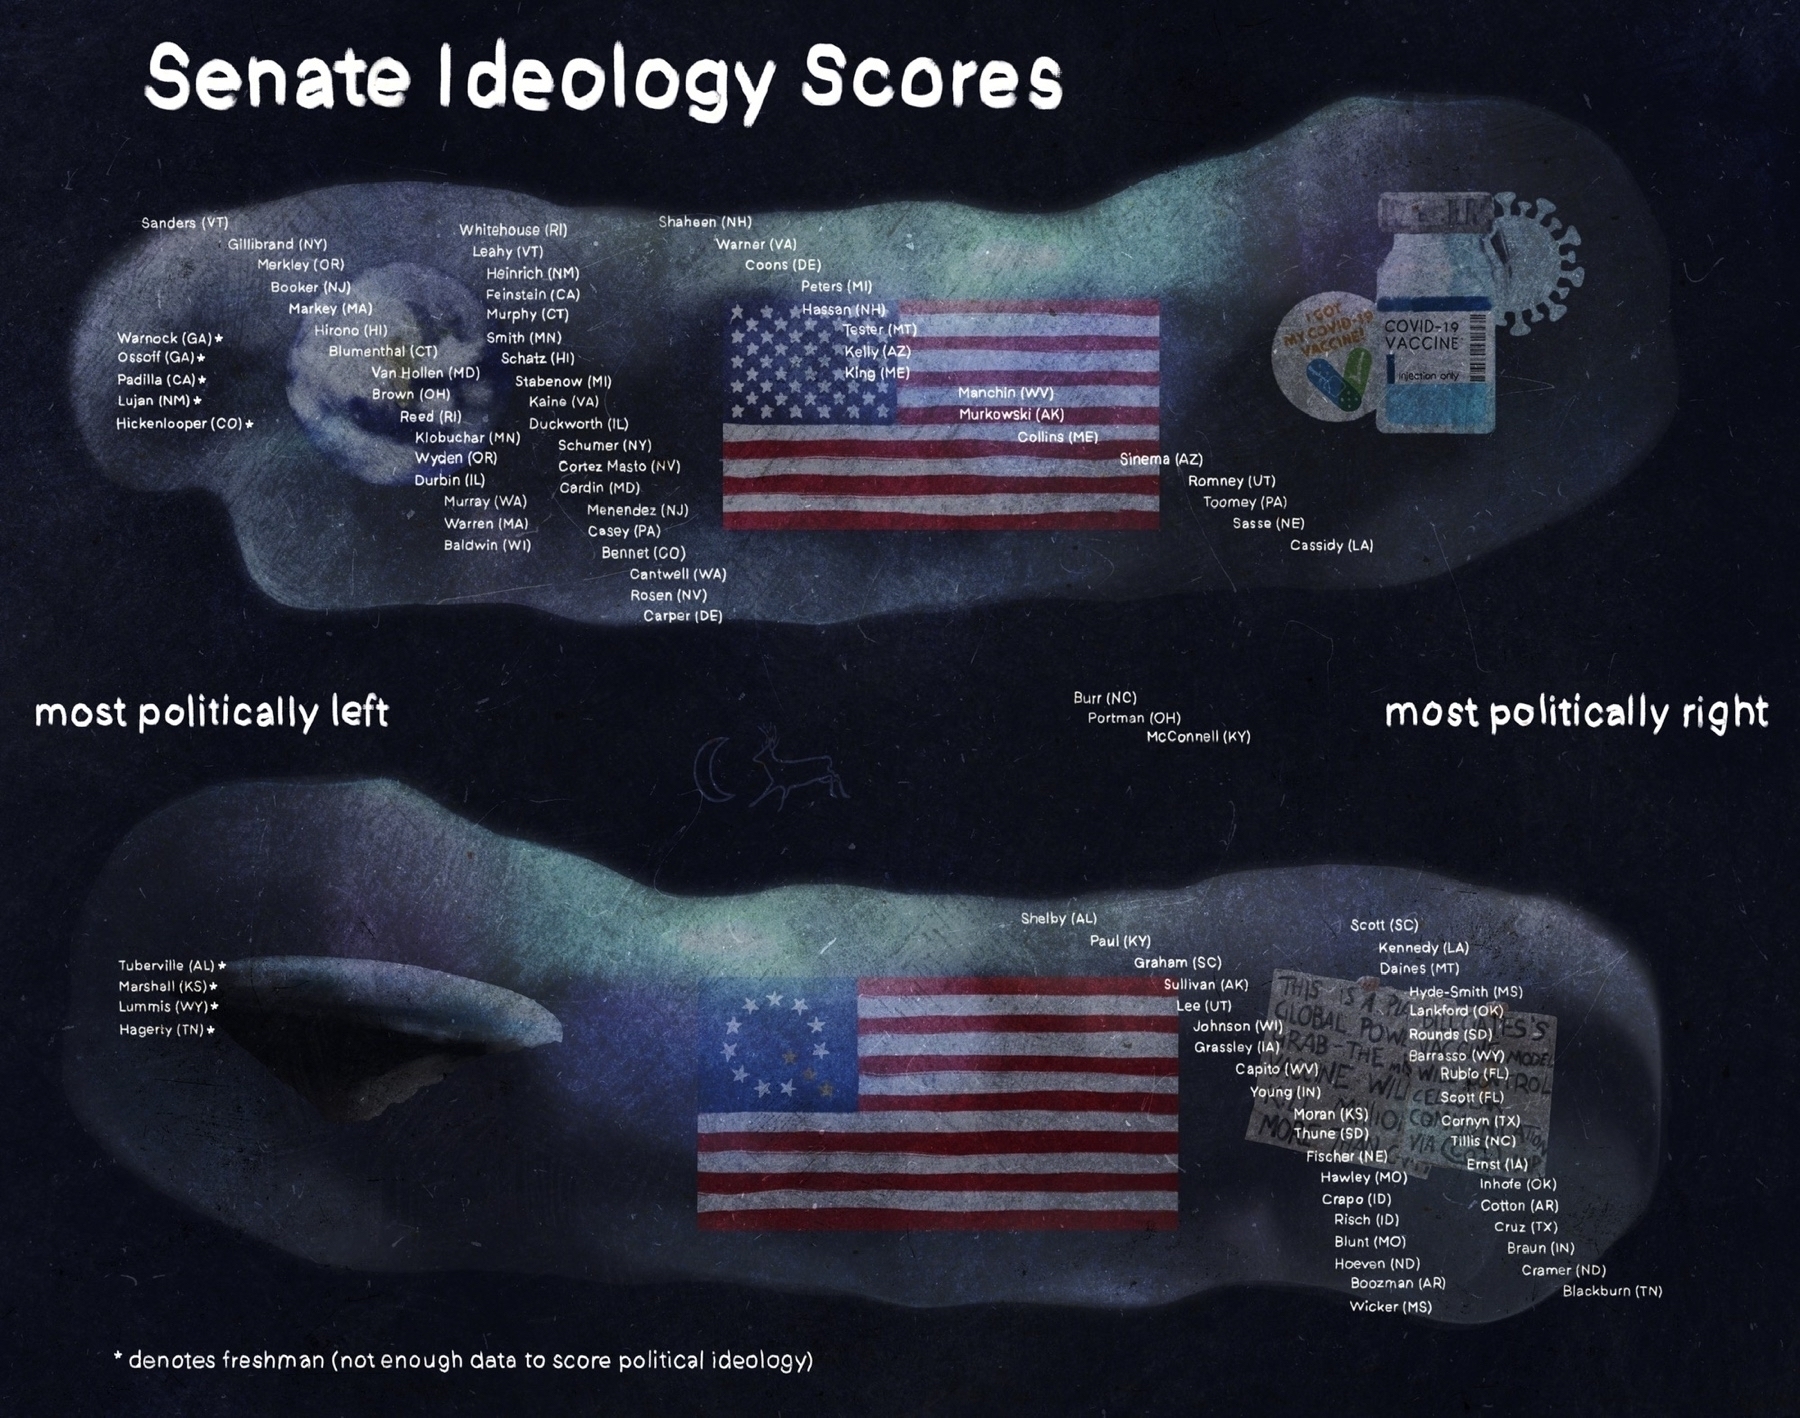 Senate Ideology Scores
Sanders (VT)
Gillibrand (NY)
Merkley (OR)
Booker (NJ)
Markey (MA)
Hirono (HI)
Blumenthal (CT)
Van Hollen (MD)
Brown (OH)
Reed (RI)
Klobuchar (MN)
Wyden (OR)
Durbin (IL)
Murray (WA)
Warren (MA)
Baldwin (WI)
Warnock (GA)*
Ossoff (GA)*
Padilla (CA)*
Lujan (NM)*
Hickenlooper (CO)*
Whitehouse (RI)
Leahy (VT)
Heinrich (NM)
Feinstein (CA)
Murphy (CT)
Smith (MN)
Schatz (HI)
Stabenow (MI)
Kaine (VA)
Duckworth (IL)
Schumer (NY)
Cortez Masto (NV)
Cardin (MD)
Menendez (NJ)
Casey (PA)
Bennet (CO)
Cantwell (WA)
Rosen (NV)
Carper (DE)
Shaheen (NH)
Warner (VA)
Coons (DE)
Peters (MI)
Hassan (NH)
Tester (MT)
Kelly (AZ)
King (ME)
Manchin (WV)
Murkowski (AK)
Collins (ME)
Sinema (AZ)
Romney (UT)
Toomey (PA)
Sasse (NE)
Cassidy (LA)
I GOT
MY COVID-19
VACCINE!
COVID-19
VACCINE
injection only
most politically left
Burr (NC)
Portman (OH)
McConnell (KY)
most politically right
Tuberville (AL)*
Marshall (KS)*
Lummis (WY)*
Hagerty (TN)*
Shelby (AL)
Paul (KY)
Graham (SC)
Sullivan (AK)
Lee (UT)
Johnson (WI)
Grassley (IA)
Capito (WV)
Young (IN)
Moran (KS)
Thune (SD)
Fischer (NE)
Hawley (MO)
Crapo (ID)
Risch (ID)
Blunt (MO)
Hoeven (ND)
Boozman (AR)
Wicker (MS)
Scott (SC)
Kennedy (LA)
Daines (MT)
Hyde-Smith (MS)
Lankford (OK)
Rounds (SD)
Barrasso (WY)
Rubio (FL)
Scott (FL)
Cornyn (TX)
Tillis (NC)
Ernst (IA)
Inhofe (OK)
Cotton (AR)
Cruz (TX)
Braun (IN)
Cramer (ND)
Blackburn (TN)
THIS IS A
GLOBAL
GRAB-THE
MODEL
WILL
MORE THAN
VIA
* denotes freshman (not enough data to score political ideology)